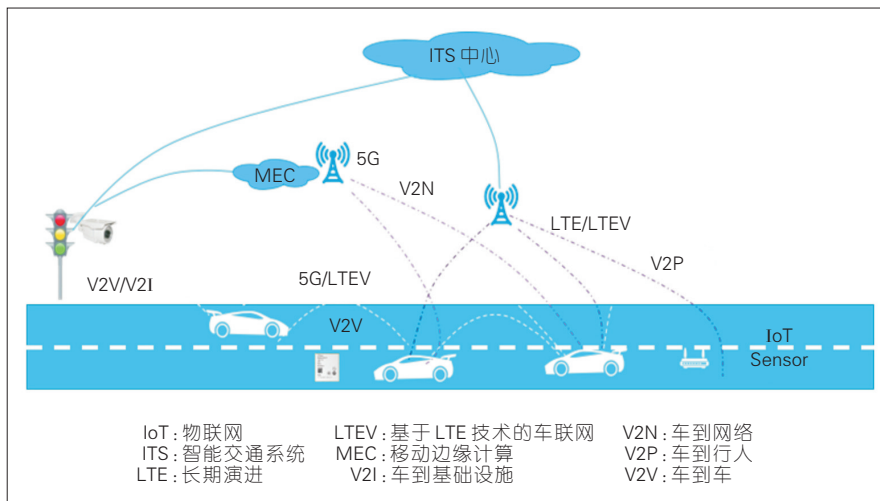 ITS 中心
5G
MEC
V2N
LTE/LTEV
V2P
V2V/V2I
5G/LTEV
V2V
IoT
Sensor
IoT：物联网 LTEV：基于 LTE 技术的车联网 V2N：车到网络
ITS：智能交通系统 MEC：移动边缘计算 V2P：车到行人
LTE：长期演进 V2I：车到基础设施 V2V：车到车